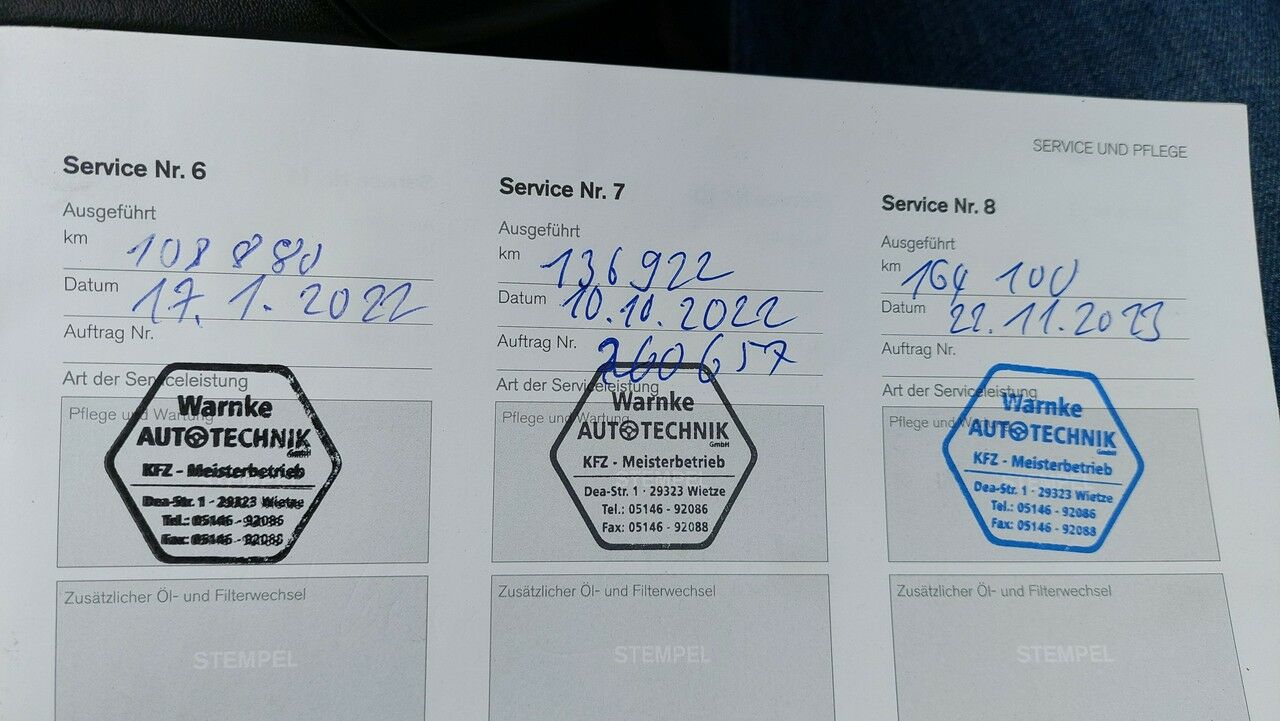 SERVICE UND PFLEGE
Service Nr. 6
Ausgeführt
km 108 880
Datum 17. 1. 2022
Auftrag Nr.
Art der Serviceleistung
Pflege und Wartung
Warnke
AUTOTECHNIK
GmbH
KFZ - Meisterbetrieb
Dea-Str. 1 - 29323 Wietze
Tel.: 05146 - 92086
Fax: 05146 - 92088
Zusätzlicher Öl- und Filterwechsel
STEMPEL
Service Nr. 7
Ausgeführt
km 136 922
Datum 10.10.2022
Auftrag Nr. 260657
Art der Serviceleistung
Pflege und Wartung
Warnke
AUTOTECHNIK
GmbH
KFZ - Meisterbetrieb
Dea-Str. 1 · 29323 Wietze
Tel.: 05146 - 92086
Fax: 05146 - 92088
Zusätzlicher Öl- und Filterwechsel
STEMPEL
Service Nr. 8
Ausgeführt
km 164 100
Datum 22.11.2023
Auftrag Nr.
Art der Serviceleistung
Pflege und
Warnke
AUTOTECHNIK
GmbH
KFZ - Meisterbetrieb
Dea-Str. 1 · 29323 Wietze
Tel.: 05146 - 92086
Fax: 05146 - 92088
Zusätzlicher Öl- und Filterwechsel
STEMPEL